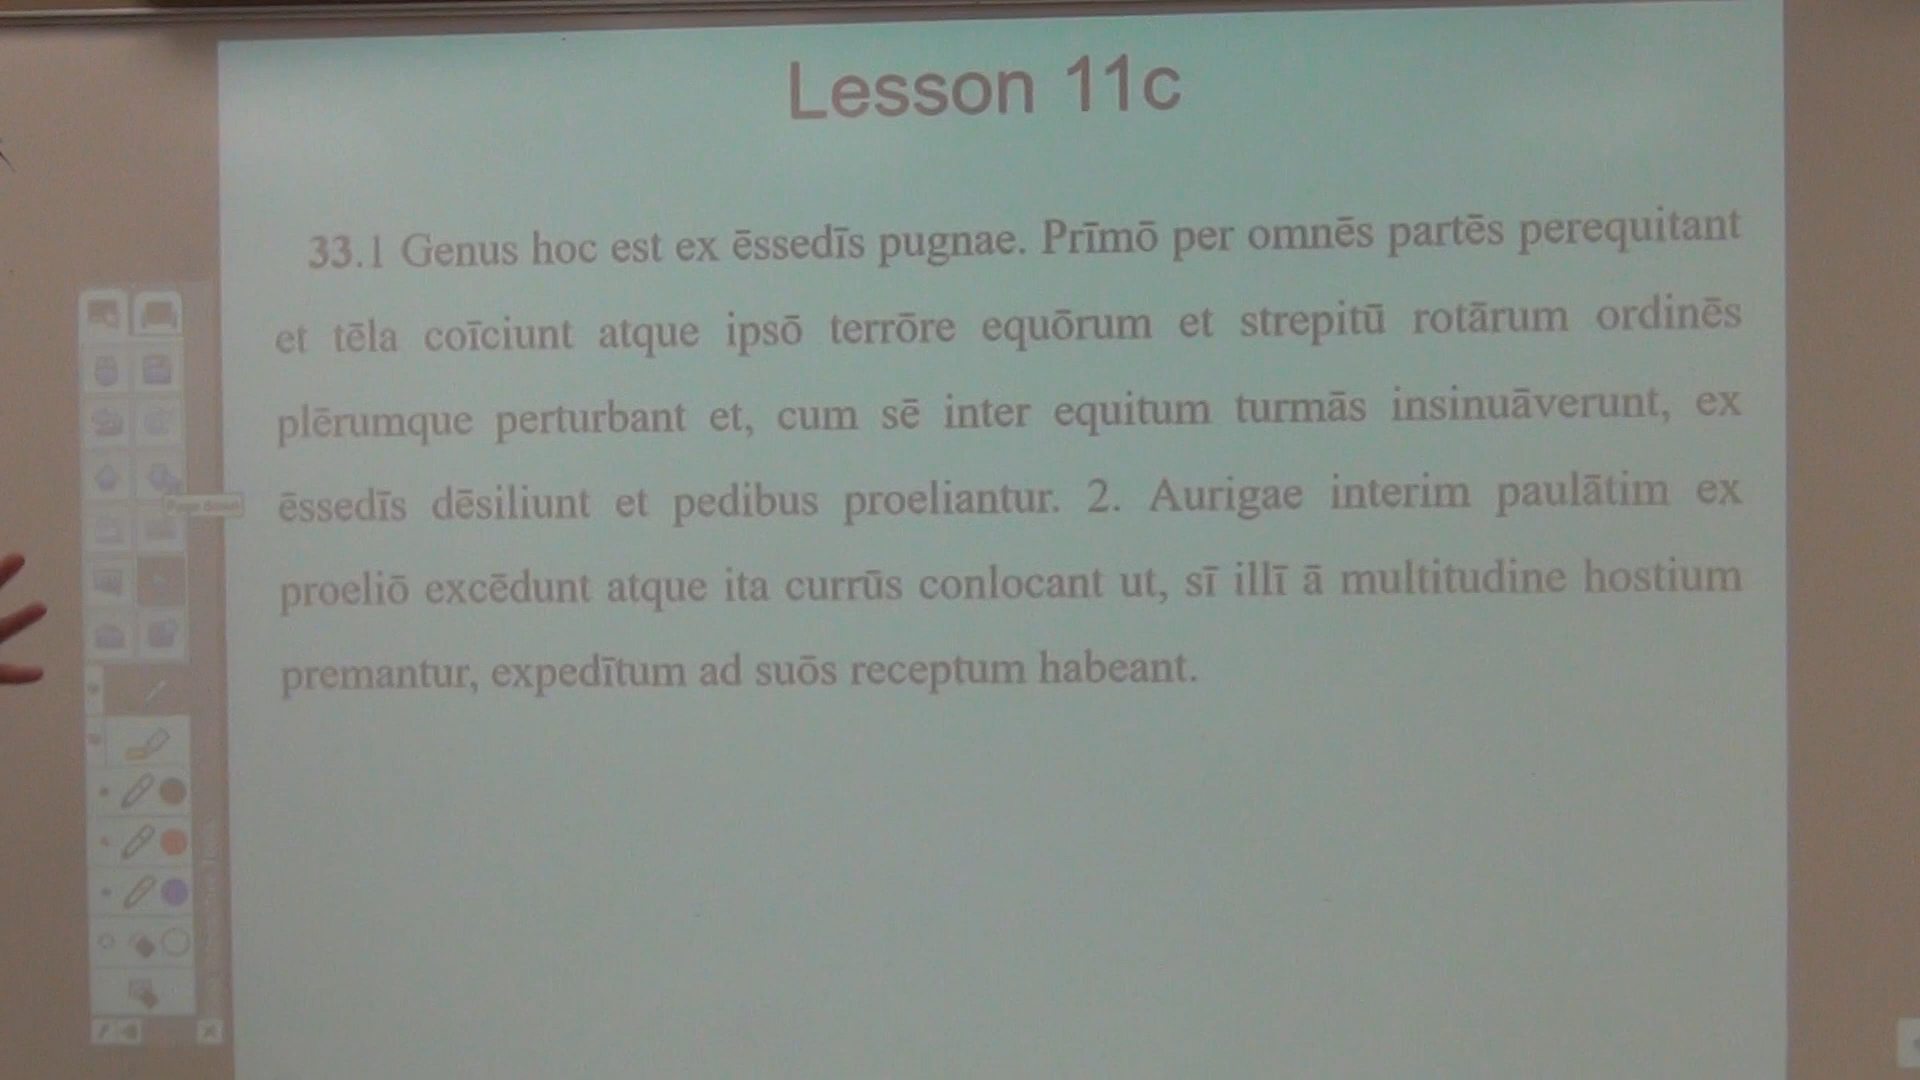 Lesson 11c
33.1 Genus hoc est ex ēssedīs pugnae. Prīmō per omnēs partēs perequitant
et tēla coīciunt atque ipsō terrōre equōrum et strepitū rotārum ordinēs
plērumque perturbant et, cum sē inter equitum turmās insinuāverunt, ex
ēssedīs dēsiliunt et pedibus proeliantur. 2. Aurigae interim paulātim ex
proeliō excēdunt atque ita currūs conlocant ut, sī illī ā multitudine hostium
premantur, expedītum ad suōs receptum habeant.
Page down